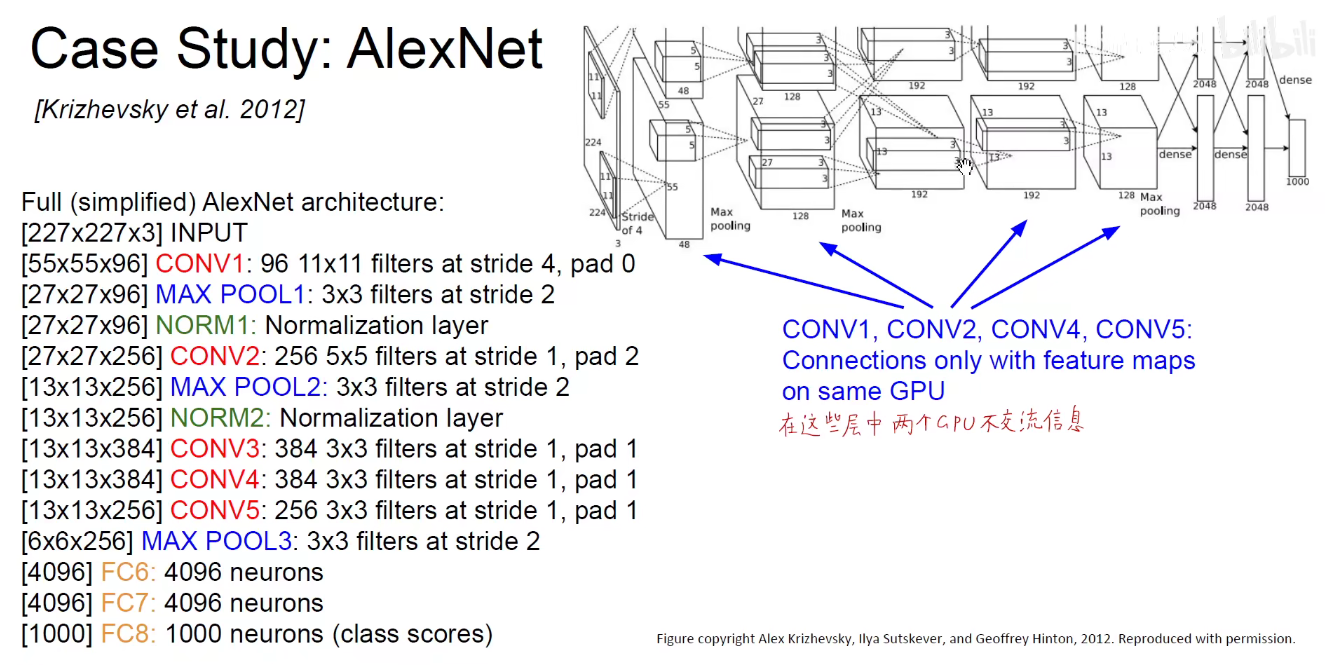 Case Study: AlexNet
[Krizhevsky et al. 2012]
Full (simplified) AlexNet architecture:
[227x227x3] INPUT
[55x55x96] CONV1: 96 11x11 filters at stride 4, pad 0
[27x27x96] MAX POOL1: 3x3 filters at stride 2
[27x27x96] NORM1: Normalization layer
[27x27x256] CONV2: 256 5x5 filters at stride 1, pad 2
[13x13x256] MAX POOL2: 3x3 filters at stride 2
[13x13x256] NORM2: Normalization layer
[13x13x384] CONV3: 384 3x3 filters at stride 1, pad 1
[13x13x384] CONV4: 384 3x3 filters at stride 1, pad 1
[13x13x256] CONV5: 256 3x3 filters at stride 1, pad 1
[6x6x256] MAX POOL3: 3x3 filters at stride 2
[4096] FC6: 4096 neurons
[4096] FC7: 4096 neurons
[1000] FC8: 1000 neurons (class scores)
bilibili
5 3 3 3
11 5 3 3 3
11 48 128 192 192 128 2048 2048 dense
55 27 13 13 13
224 5 3 3 3
5 3 13 3 13 3 13 dense dense
11 55 27 3
11 3 192 192 128 Max 1000
224 Stride Max 128 Max pooling 2048 2048
of 4 pooling pooling
3 48
CONV1, CONV2, CONV4, CONV5:
Connections only with feature maps
on same GPU
在这些层中 两个GPU不交流信息
Figure copyright Alex Krizhevsky, Ilya Sutskever, and Geoffrey Hinton, 2012. Reproduced with permission.